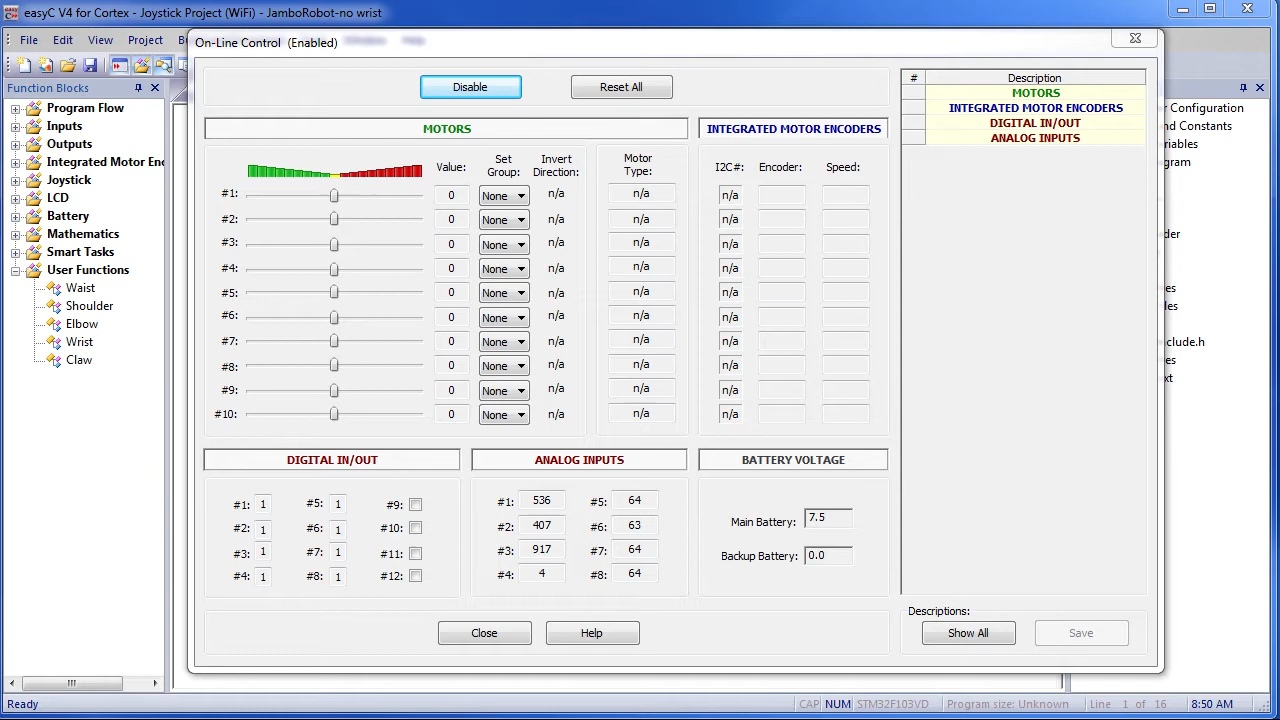 easyC V4 for Cortex - Joystick Project (WiFi) - JamboRobot-no wrist
File Edit View Project
Window Help
Function Blocks
Program Flow
Inputs
Outputs
Integrated Motor Enc
Joystick
LCD
Battery
Mathematics
Smart Tasks
User Functions
Waist
Shoulder
Elbow
Wrist
Claw
On-Line Control (Enabled)
Disable Reset All
MOTORS
Value: Set Group: Invert Direction: Motor Type:
INTEGRATED MOTOR ENCODERS
I2C#: Encoder: Speed:
#1: 0 None n/a n/a n/a
#2: 0 None n/a n/a n/a
#3: 0 None n/a n/a n/a
#4: 0 None n/a n/a n/a
#5: 0 None n/a n/a n/a
#6: 0 None n/a n/a n/a
#7: 0 None n/a n/a n/a
#8: 0 None n/a n/a n/a
#9: 0 None n/a n/a n/a
#10: 0 None n/a n/a n/a
DIGITAL IN/OUT
#1: 1 #5: 1 #9:
#2: 1 #6: 1 #10:
#3: 1 #7: 1 #11:
#4: 1 #8: 1 #12:
ANALOG INPUTS
#1: 536 #5: 64
#2: 407 #6: 63
#3: 917 #7: 64
#4: 4 #8: 64
BATTERY VOLTAGE
Main Battery: 7.5
Backup Battery: 0.0
Close Help
# Description
MOTORS
INTEGRATED MOTOR ENCODERS
DIGITAL IN/OUT
ANALOG INPUTS
Descriptions:
Show All Save
r Configuration
and Constants
riables
gram
der
es
les
clude.h
es
xt
Ready CAP NUM STM32F103VD Program size: Unknown Line 1 of 16 8:50 AM